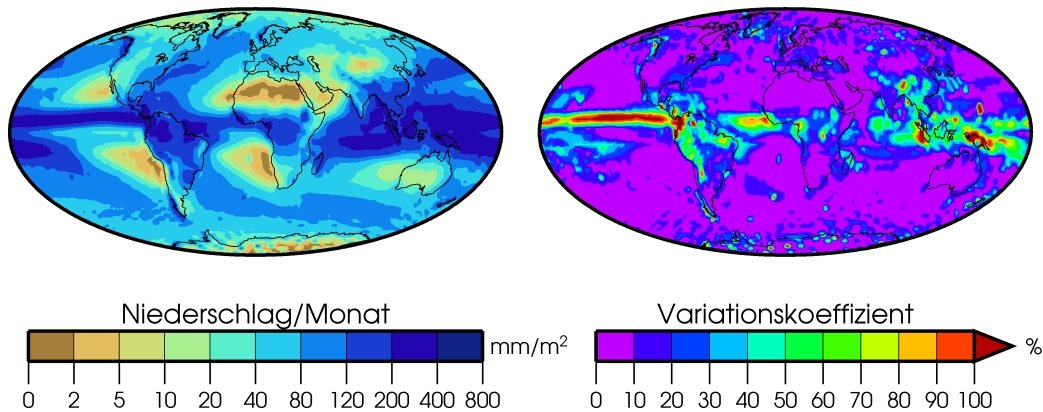 Niederschlag/Monat
mm/m²
0 2 5 10 20 40 80 120 200 400 800
Variationskoeffizient
%
0 10 20 30 40 50 60 70 80 90 100